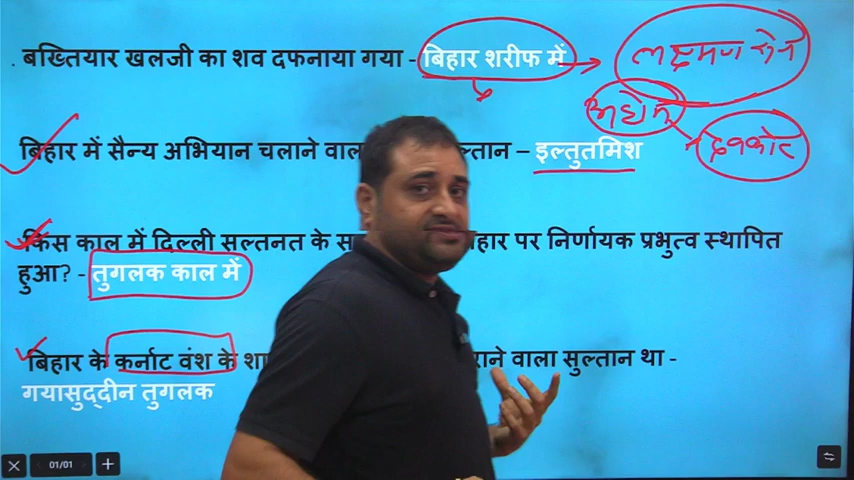 . बख्तियार खलजी का शव दफनाया गया - बिहार शरीफ में → लक्ष्मण सेन
बिहार में सैन्य अभियान चलाने वाल ल्तान – इल्तुतमिश
देवकोट
किस काल में दिल्ली सल्तनत के स हार पर निर्णायक प्रभुत्व स्थापित
हुआ? - तुगलक काल में
बिहार के कर्नाट वंश के शा राने वाला सुल्तान था -
गयासुद्दीन तुगलक
01/01